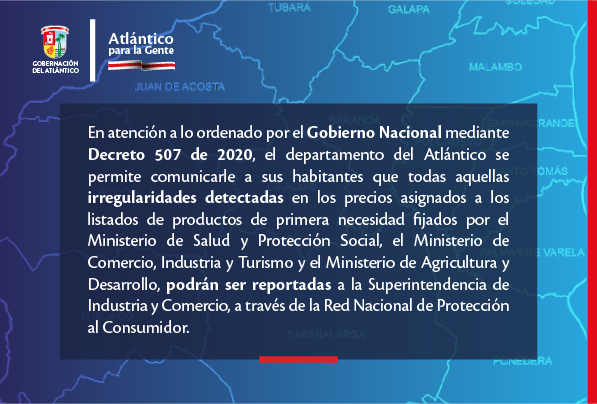 GOBERNACIÓN
DEL ATLÁNTICO
Atlántico
para la Gente
TUBARÁ
GALAPA
SOLEDAD
MALAMBO
JUAN DE ACOSTA
En atención a lo ordenado por el Gobierno Nacional mediante
Decreto 507 de 2020, el departamento del Atlántico se
permite comunicarle a sus habitantes que todas aquellas
irregularidades detectadas en los precios asignados a los
listados de productos de primera necesidad fijados por el
Ministerio de Salud y Protección Social, el Ministerio de
Comercio, Industria y Turismo y el Ministerio de Agricultura y
Desarrollo, podrán ser reportadas a la Superintendencia de
Industria y Comercio, a través de la Red Nacional de Protección
al Consumidor.
SABANALARGA
PONEDERA